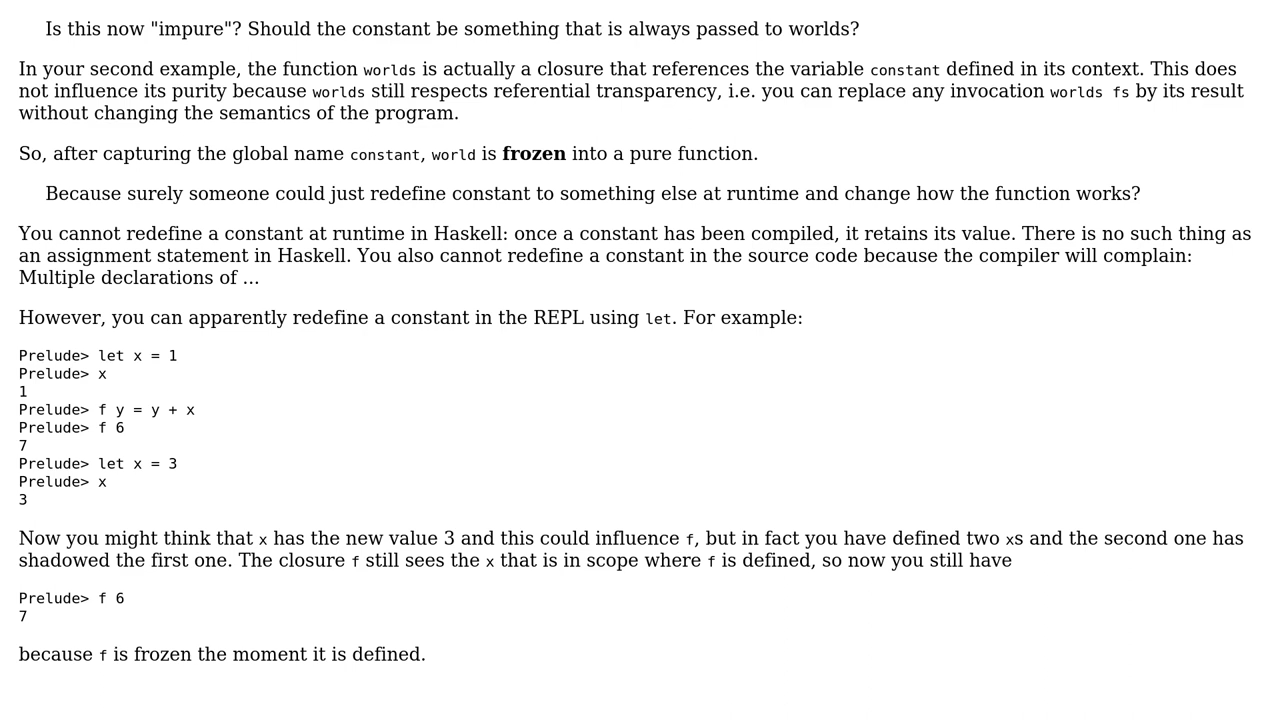 Is this now "impure"? Should the constant be something that is always passed to worlds?
In your second example, the function worlds is actually a closure that references the variable constant defined in its context. This does
not influence its purity because worlds still respects referential transparency, i.e. you can replace any invocation worlds fs by its result
without changing the semantics of the program.
So, after capturing the global name constant, world is frozen into a pure function.
Because surely someone could just redefine constant to something else at runtime and change how the function works?
You cannot redefine a constant at runtime in Haskell: once a constant has been compiled, it retains its value. There is no such thing as
an assignment statement in Haskell. You also cannot redefine a constant in the source code because the compiler will complain:
Multiple declarations of ...
However, you can apparently redefine a constant in the REPL using let. For example:
Prelude> let x = 1
Prelude> x
1
Prelude> f y = y + x
Prelude> f 6
7
Prelude> let x = 3
Prelude> x
3
Now you might think that x has the new value 3 and this could influence f, but in fact you have defined two xs and the second one has
shadowed the first one. The closure f still sees the x that is in scope where f is defined, so now you still have
Prelude> f 6
7
because f is frozen the moment it is defined.